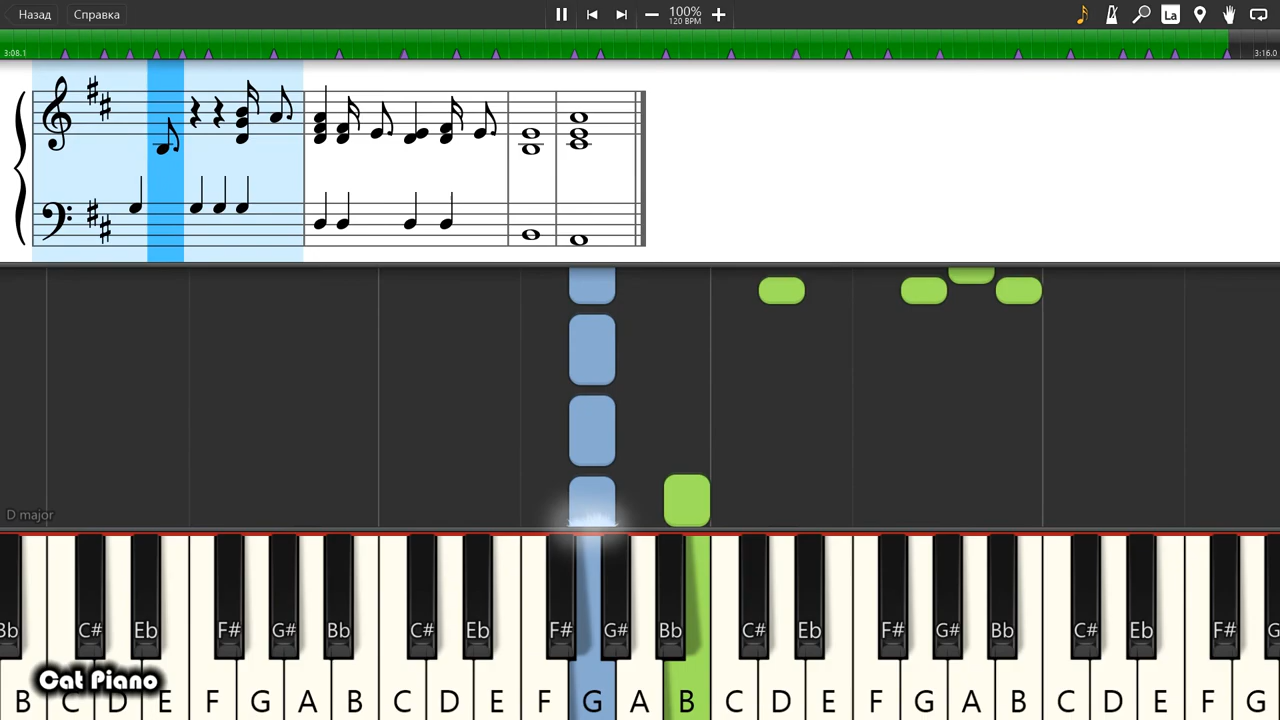 Назад Справка 100% La
120 BPM
3:08.1 3:16.0
D major
Bb C# Eb F# G# Bb C# Eb F# G# Bb C# Eb F# G# Bb C# Eb F# G
Cat Piano
B C D E F G A B C D E F G A B C D E F G A B C D E F G